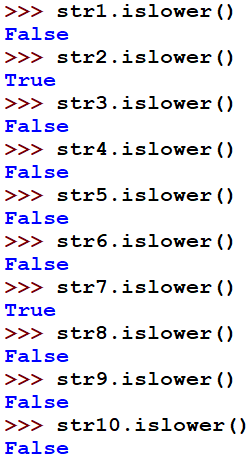 >>> str1.islower()
False
>>> str2.islower()
True
>>> str3.islower()
False
>>> str4.islower()
False
>>> str5.islower()
False
>>> str6.islower()
False
>>> str7.islower()
True
>>> str8.islower()
False
>>> str9.islower()
False
>>> str10.islower()
False